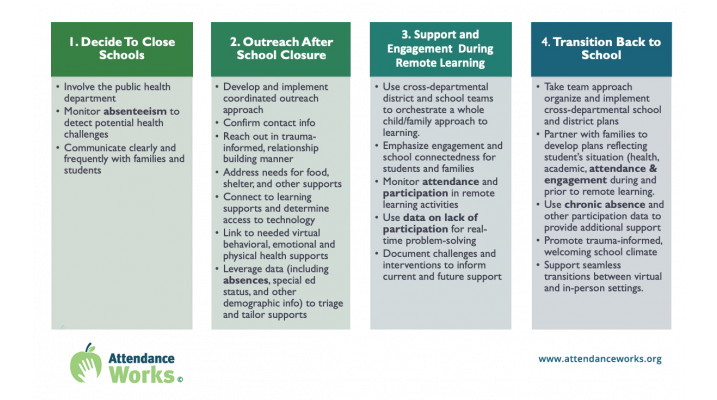 1. Decide To Close
Schools
• Involve the public health
department
• Monitor absenteeism to
detect potential health
challenges
• Communicate clearly and
frequently with families and
students
2. Outreach After
School Closure
• Develop and implement
coordinated outreach
approach
• Confirm contact info
• Reach out in trauma-
informed, relationship
building manner
• Address needs for food,
shelter, and other supports
• Connect to learning
supports and determine
access to technology
• Link to needed virtual
behavioral, emotional and
physical health supports
• Leverage data (including
absences, special ed
status, and other
demographic info) to triage
and tailor supports
3. Support and
Engagement During
Remote Learning
• Use cross-departmental
district and school teams
to orchestrate a whole
child/family approach to
learning.
• Emphasize engagement and
school connectedness for
students and families
• Monitor attendance and
participation in remote
learning activities
• Use data on lack of
participation for real-
time problem-solving
• Document challenges and
interventions to inform
current and future support
4. Transition Back to
School
• Take team approach
organize and implement
cross-departmental school
and district plans
• Partner with families to
develop plans reflecting
student's situation (health,
academic, attendance &
engagement during and
prior to remote learning.
• Use chronic absence and
other participation data to
provide additional support
• Promote trauma-informed,
welcoming school climate
• Support seamless
transitions between virtual
and in-person settings.
Attendance
Works ©
www.attendanceworks.org